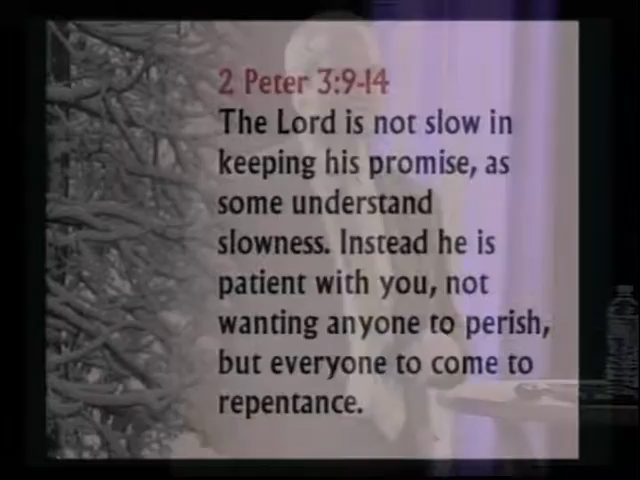 2 Peter 3:9-14
The Lord is not slow in
keeping his promise, as
some understand
slowness. Instead he is
patient with you, not
wanting anyone to perish,
but everyone to come to
repentance.